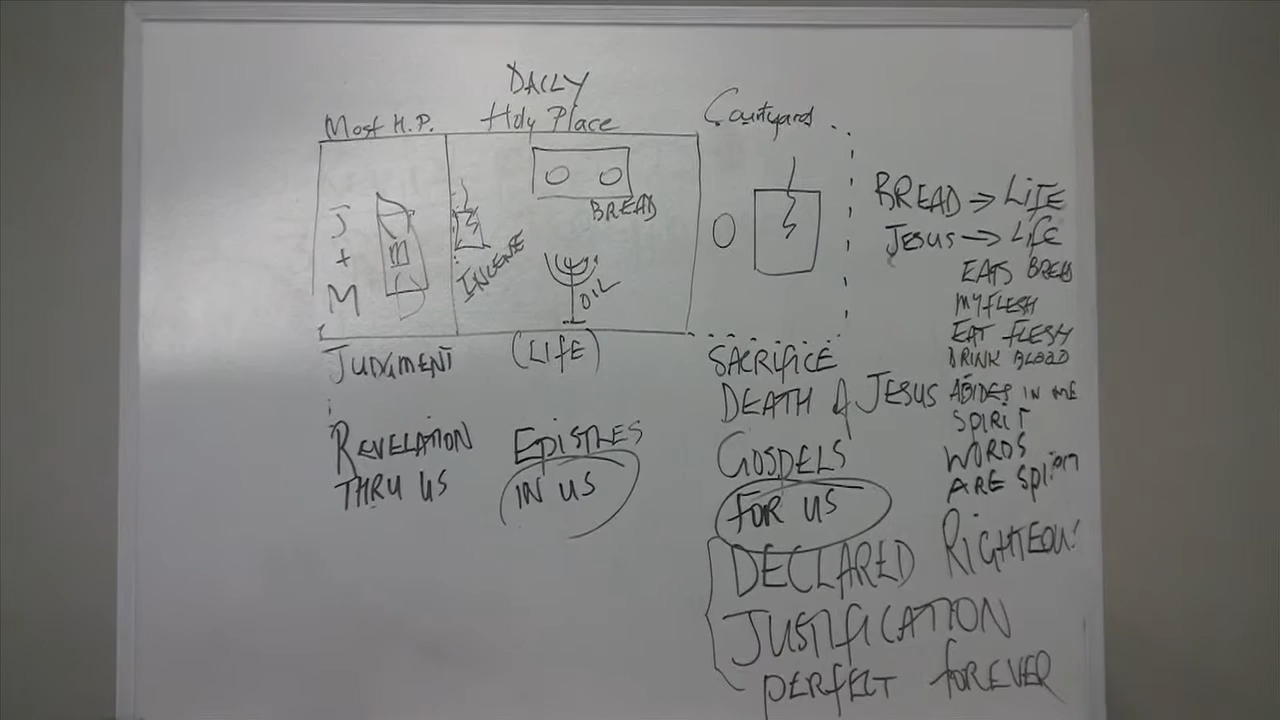 DAILY
Most H.P.
Holy Place
Courtyard
BREAD
INCENSE
OIL
J
+
M
JUDGMENT
(LIFE)
SACRIFICE
DEATH of JESUS
REVELATION
THRU US
EPISTLES
IN US
GOSPELS
FOR US
DECLARED RIGHTEOUS
JUSTIFICATION
PERFECT FOREVER
BREAD → LIFE
JESUS → LIFE
EATS BREAD
MY FLESH
EAT FLESH
DRINK BLOOD
ABIDES IN ME
SPIRIT
WORDS
ARE SPIRIT